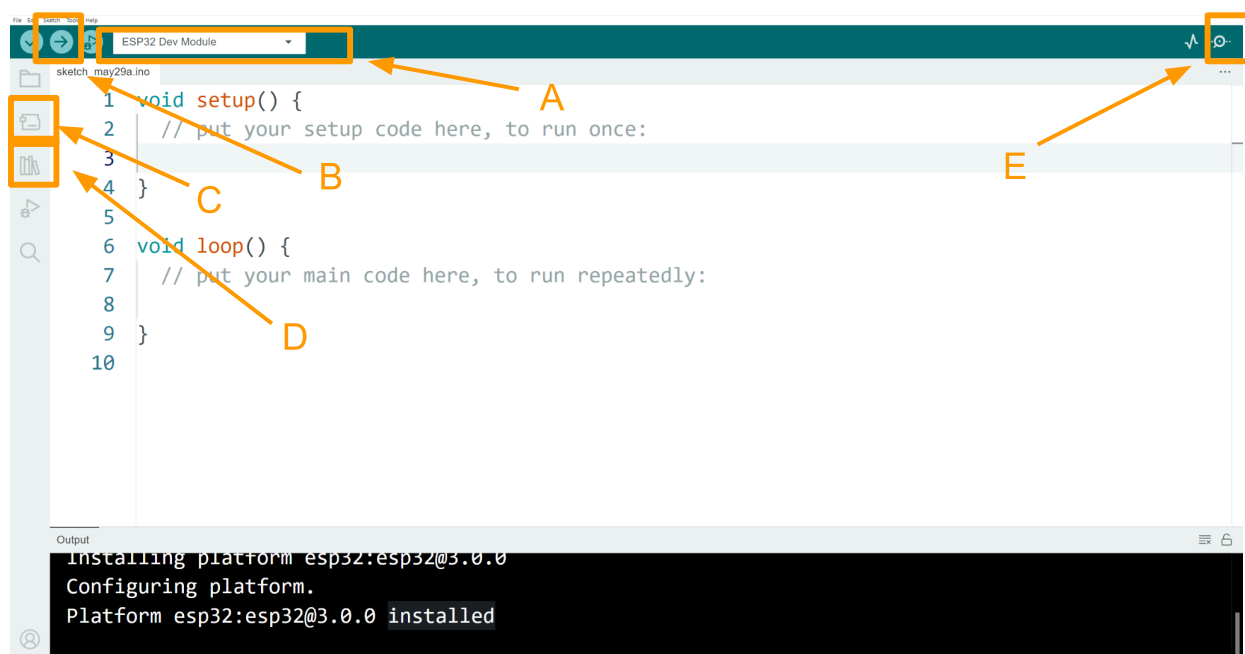 File Edit Sketch Tools Help
ESP32 Dev Module
sketch_may29a.ino
A
1 void setup() {
2 // put your setup code here, to run once:
3
B
E
4 }
C
5
6 void loop() {
7 // put your main code here, to run repeatedly:
8
9 }
D
10
Output
Installing platform esp32:esp32@3.0.0
Configuring platform.
Platform esp32:esp32@3.0.0 installed